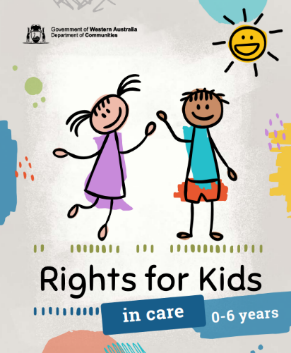 Government of Western Australia
Department of Communities
Rights for Kids
in care
0-6 years